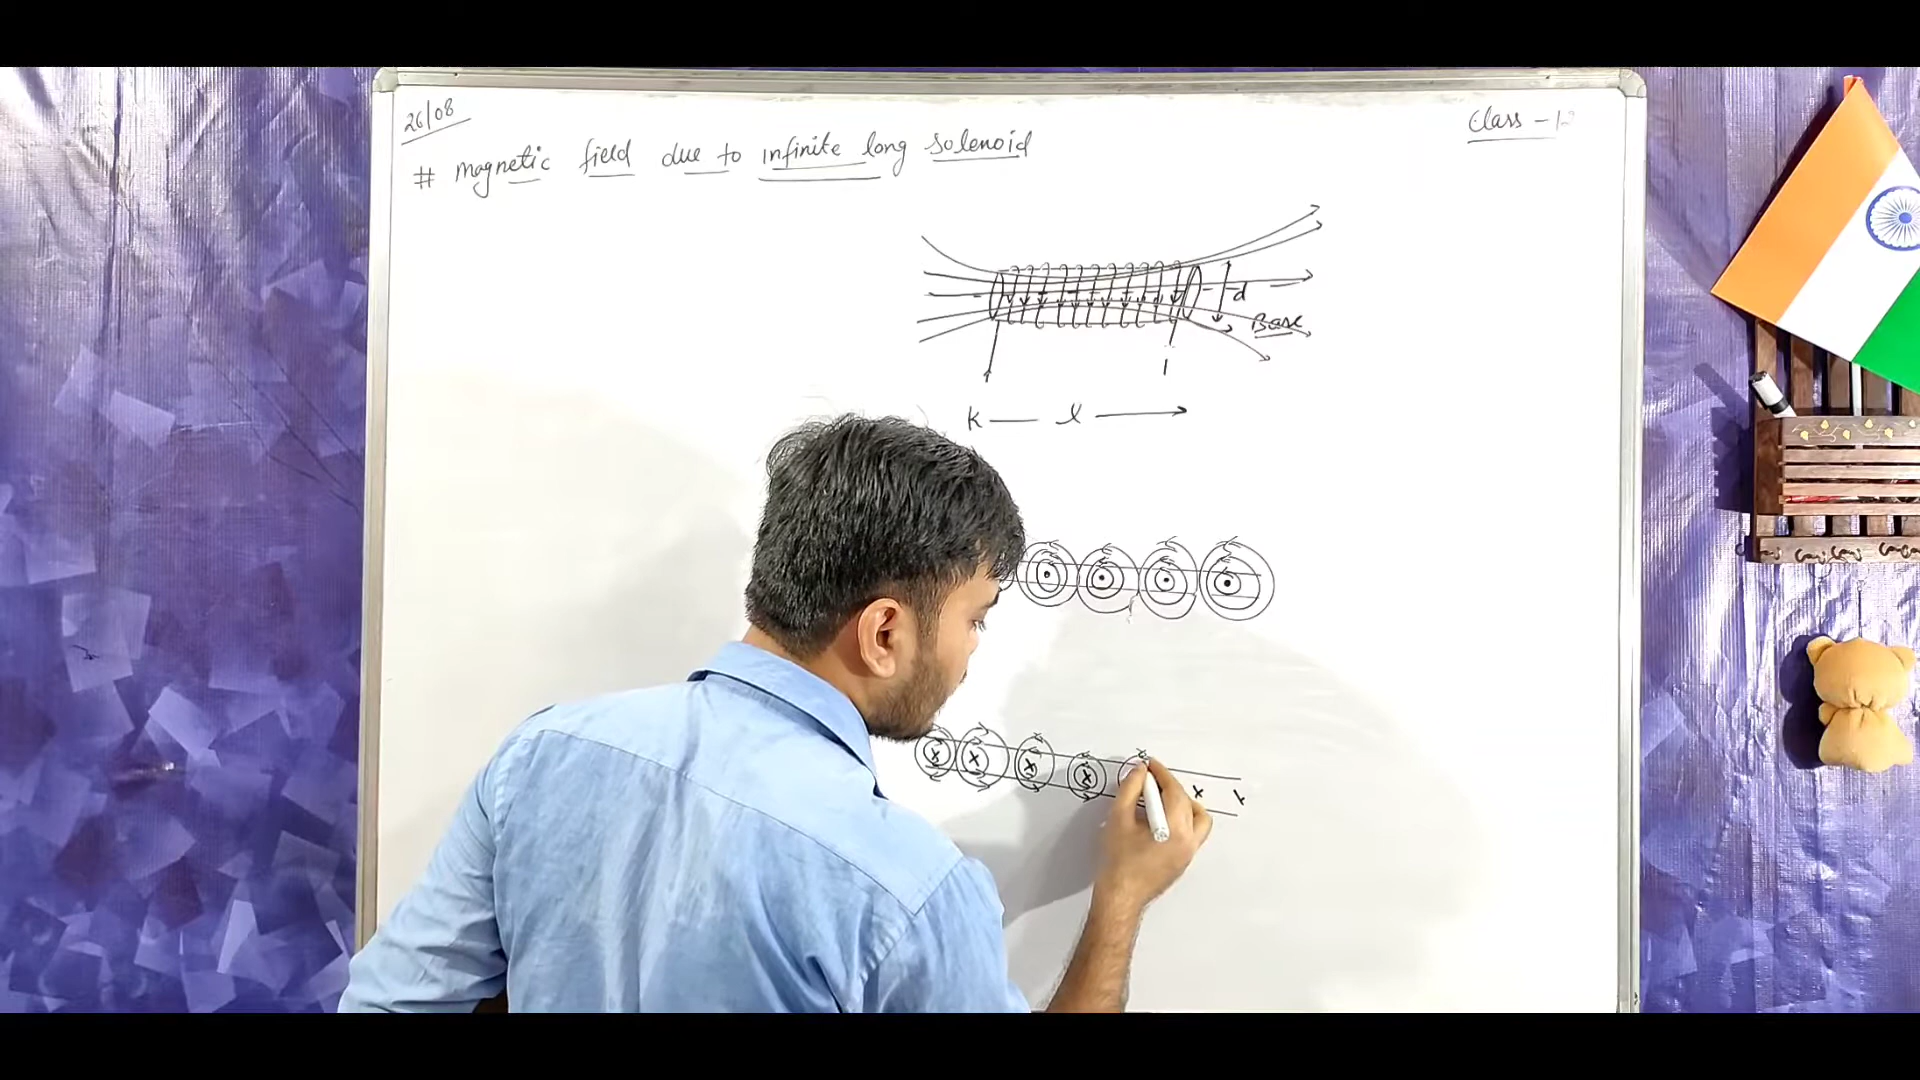 26/08
Class - 12
# magnetic field due to infinite long solenoid
d
Base
l
x x x x x x